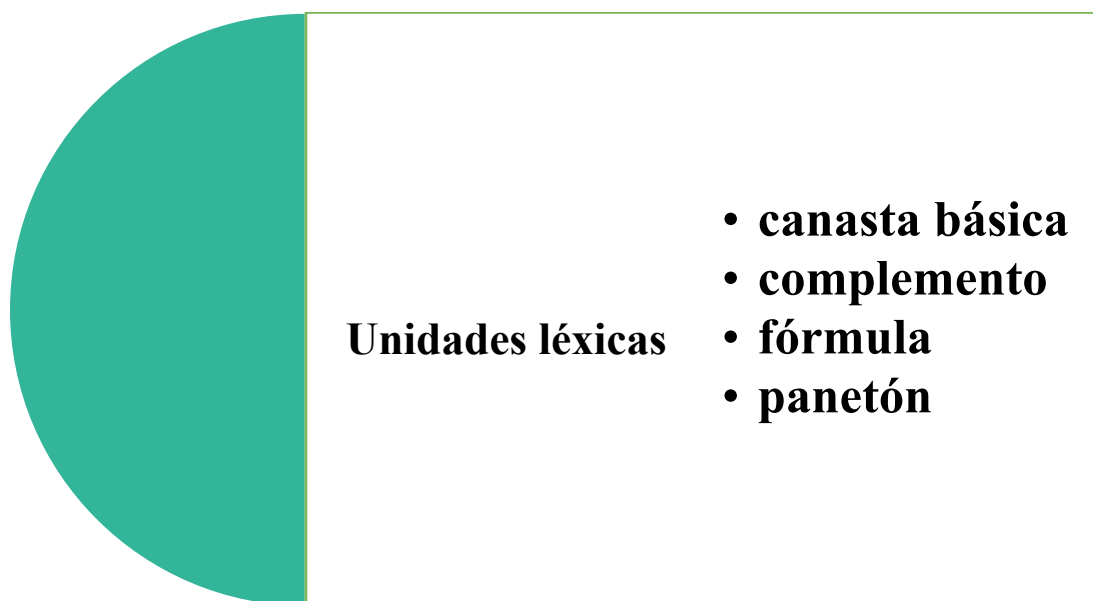 Unidades léxicas
• canasta básica
• complemento
• fórmula
• panetón